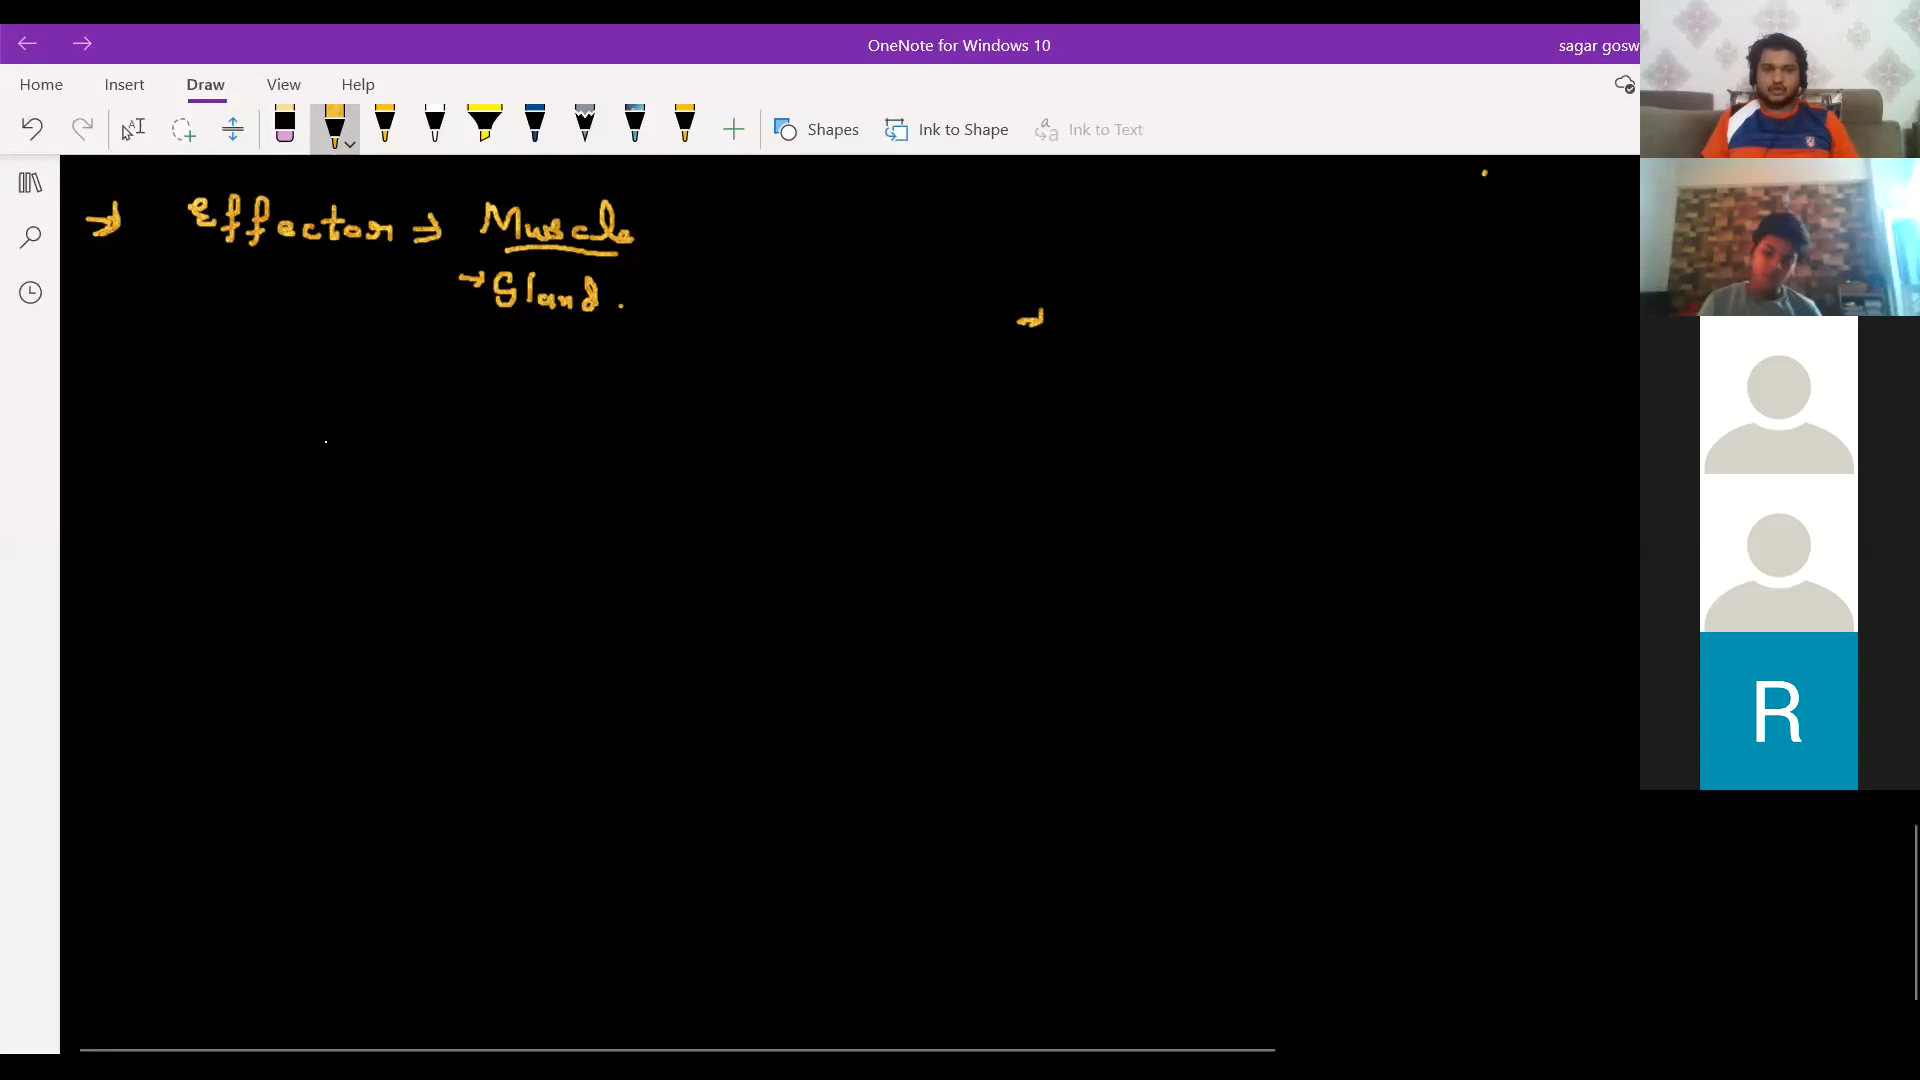 OneNote for Windows 10
sagar gosw
Home Insert Draw View Help
Shapes Ink to Shape Ink to Text
→ Effector ⇒ Muscle
→ Gland.
→
R